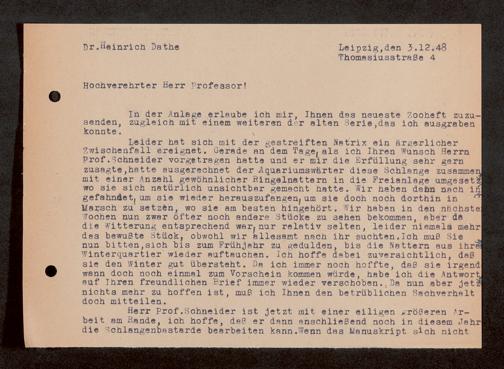 Dr.Heinrich Dathe
Leipzig,den 3.12.48
Thomasiusstraße 4
Hochverehrter Herr Professor!
In der Anlage erlaube ich mir, Ihnen das neueste Zooheft zuzu-
senden, zugleich mit einem weiteren der alten Serie,das ich ausgraben
konnte.
Leider hat sich mit der gestreiften Natrix ein ärgerlicher
Zwischenfall ereignet. Gerade an dem Tage,als ich Ihren Wunsch Herrn
Prof.Schneider vorgetragen hatte und er mir die Erfüllung sehr gern
zusagte,hatte ausgerechnet der Aquariumswärter diese Schlange zusammen
mit einer Anzahl gewöhnlicher Ringelnattern in die Freianlage umgesetz
wo sie sich natürlich unsichtbar gemacht hatte. Wir haben dann nach ih
gefahndet,um sie wieder herauszufangen,um sie doch noch dorthin in
Marsch zu setzen, wo sie am besten hingehört. Wir haben in den nächsten
Wochen nun zwar öfter noch andere Stücke zu sehen bekommen, aber da
die Witterung entsprechend war,nur relativ selten, leider niemals mehr
das bewußte Stück, obwohl wir allesamt nach ihr suchten.Ich muß Sie
nun bitten,sich bis zum Frühjahr zu gedulden, bis die Nattern aus ihrem
Winterquartier wieder auftauchen. Ich hoffe dabei zuversichtlich, daß
sie den Winter gut übersteht. Da ich immer noch hoffte, daß sie irgend
wann doch noch einmal zum Vorschein kommen würde, habe ich die Antwort
auf Ihren freundlichen Brief immer wieder verschoben. Da nun aber jetz
nichts mehr zu hoffen ist, muß ich Ihnen den betrüblichen Sachverhalt
doch mitteilen.
Herr Prof.Schneider ist jetzt mit einer eiligen größeren Ar-
beit am Rande, ich hoffe, daß er dann anschließend noch in diesem Jahr
die Schlangenbastarde bearbeiten kann.Wenn das Manuskript sich nicht